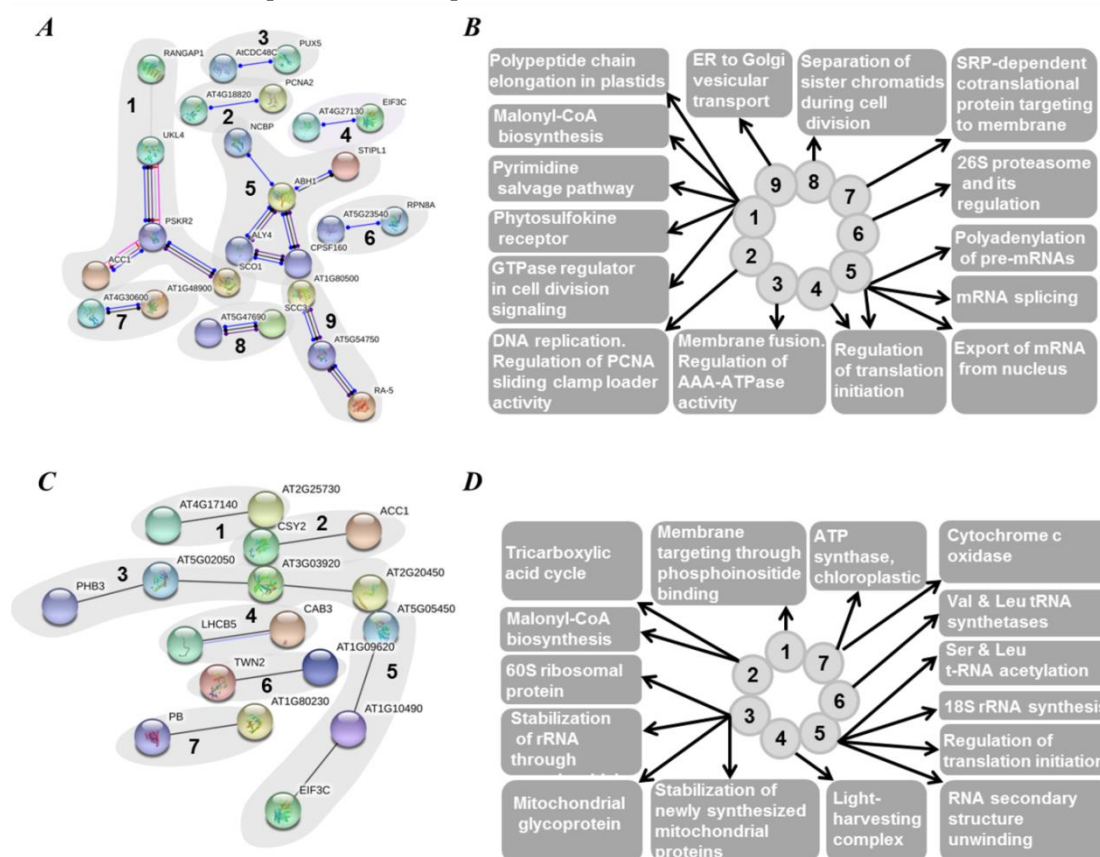 A
RANGAP1
1
UKL4
PSKR2
ACC1
AT1G48900
AT4G30600
7
3
AtCDC48C
PUX5
AT4G18820
PCNA2
2
AT4G27130
EIF3C
4
NCBP
STIPL1
5
ABH1
ALY4
CPSF160
SCO1
AT5G23540
RPN8A
6
AT1G80500
AT5G47690
SCC3
8
9
AT5G54750
RA-5
B
Polypeptide chain
elongation in plastids
Malonyl-CoA
biosynthesis
Pyrimidine
salvage pathway
Phytosulfokine
receptor
GTPase regulator
in cell division
signaling
DNA replication.
Regulation of PCNA
sliding clamp loader
activity
ER to Golgi
vesicular
transport
Separation of
sister chromatids
during cell
division
SRP-dependent
cotranslational
protein targeting
to membrane
26S proteasome
and its
regulation
Polyadenylation
of pre-mRNAs
mRNA splicing
Export of mRNA
from nucleus
Membrane fusion.
Regulation of
AAA-ATPase
activity
Regulation
of translation
initiation
9
8
7
1
6
2
5
3
4
C
AT4G17140
AT2G25730
1
CSY2
2
ACC1
3
PHB3
AT5G02050
AT3G03920
AT2G20450
4
LHCB5
CAB3
AT5G05450
TWN2
AT1G09620
6
5
PB
AT1G80230
7
AT1G10490
EIF3C
D
Tricarboxylic
acid cycle
Malonyl-CoA
biosynthesis
60S ribosomal
protein
Stabilization
of rRNA
through
Mitochondrial
glycoprotein
Membrane
targeting through
phosphoinositide
binding
ATP
synthase,
chloroplastic
Cytochrome c
oxidase
Val & Leu tRNA
synthetases
Ser & Leu
t-RNA acetylation
18S rRNA synthesis
Regulation of
translation initiation
RNA secondary
structure
unwinding
Stabilization of
newly synthesized
mitochondrial
proteins
Light-
harvesting
complex
1
7
2
6
3
5
4